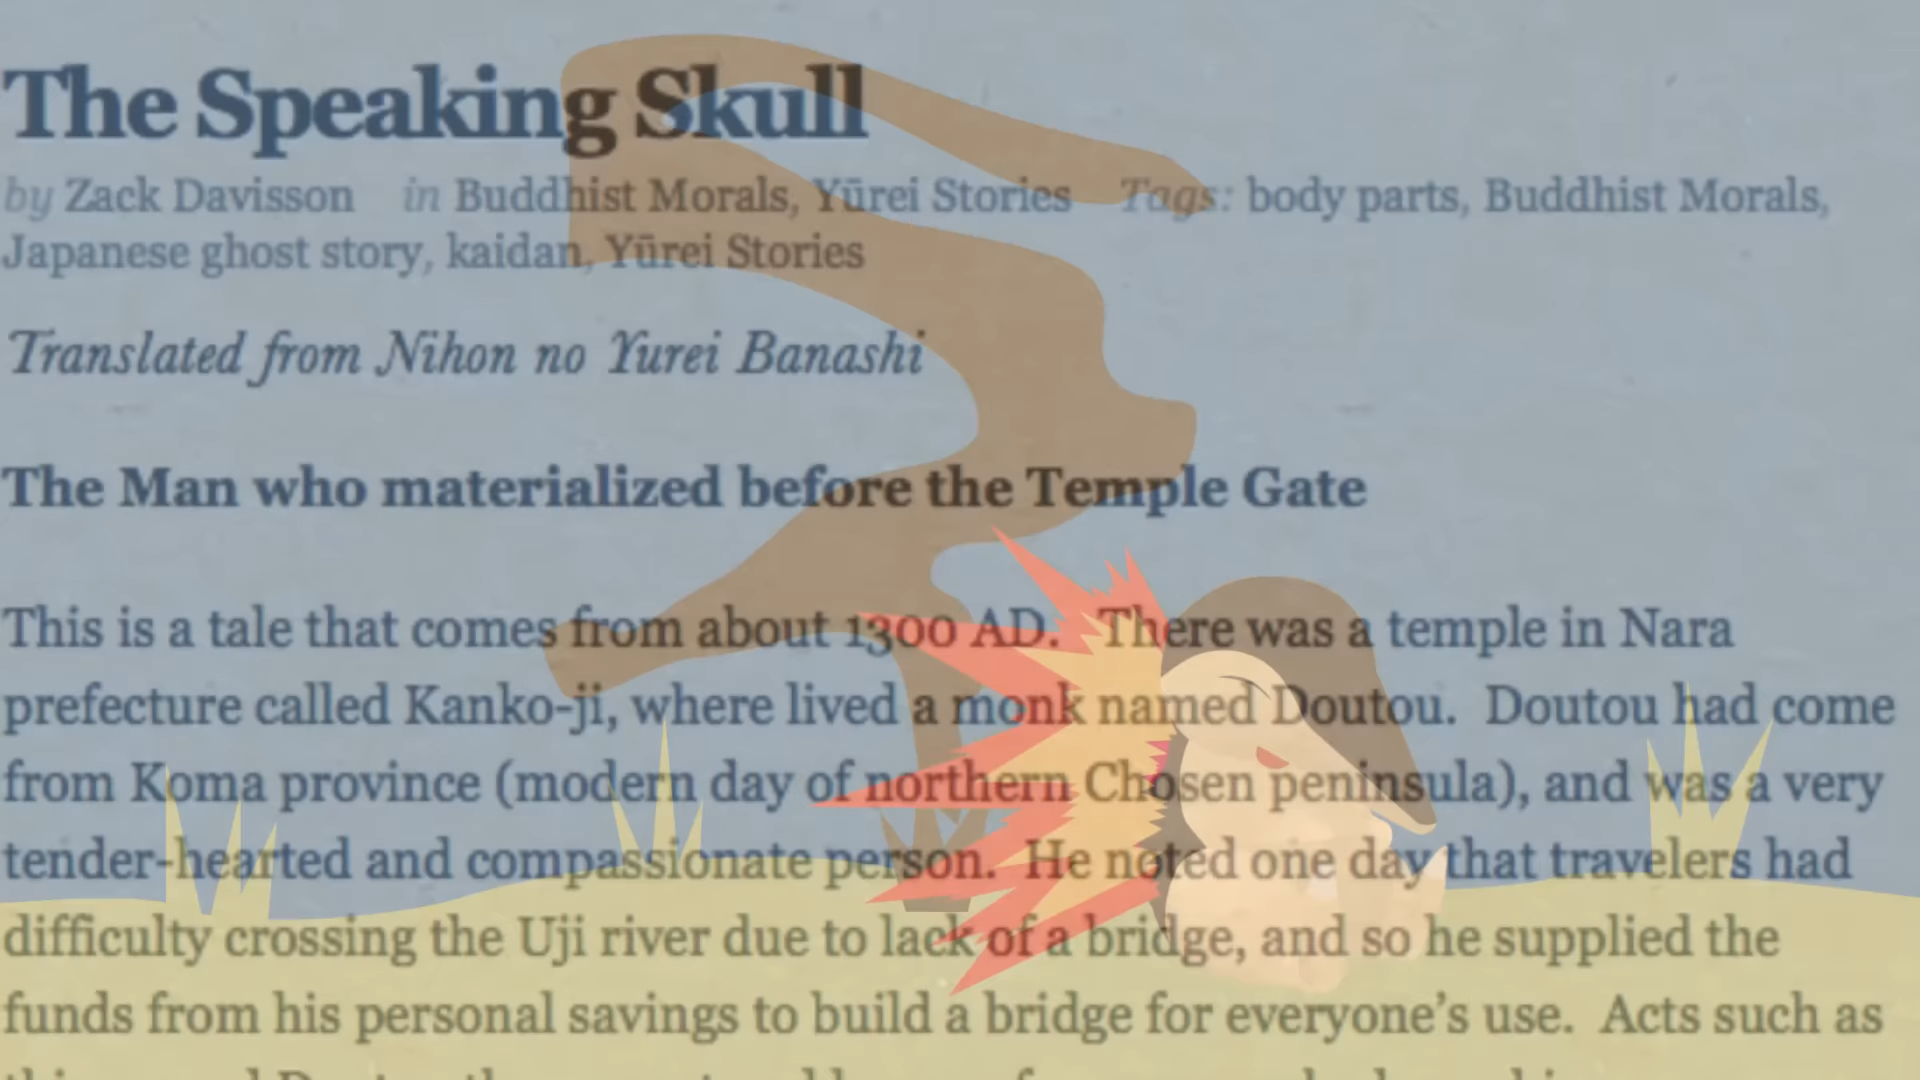 The Speaking Skull
by Zack Davisson in Buddhist Morals, Yūrei Stories Tags: body parts, Buddhist Morals,
Japanese ghost story, kaidan, Yūrei Stories
Translated from Nihon no Yurei Banashi
The Man who materialized before the Temple Gate
This is a tale that comes from about 1300 AD. There was a temple in Nara
prefecture called Kanko-ji, where lived a monk named Doutou. Doutou had come
from Koma province (modern day of northern Chosen peninsula), and was a very
tender-hearted and compassionate person. He noted one day that travelers had
difficulty crossing the Uji river due to lack of a bridge, and so he supplied the
funds from his personal savings to build a bridge for everyone’s use. Acts such as